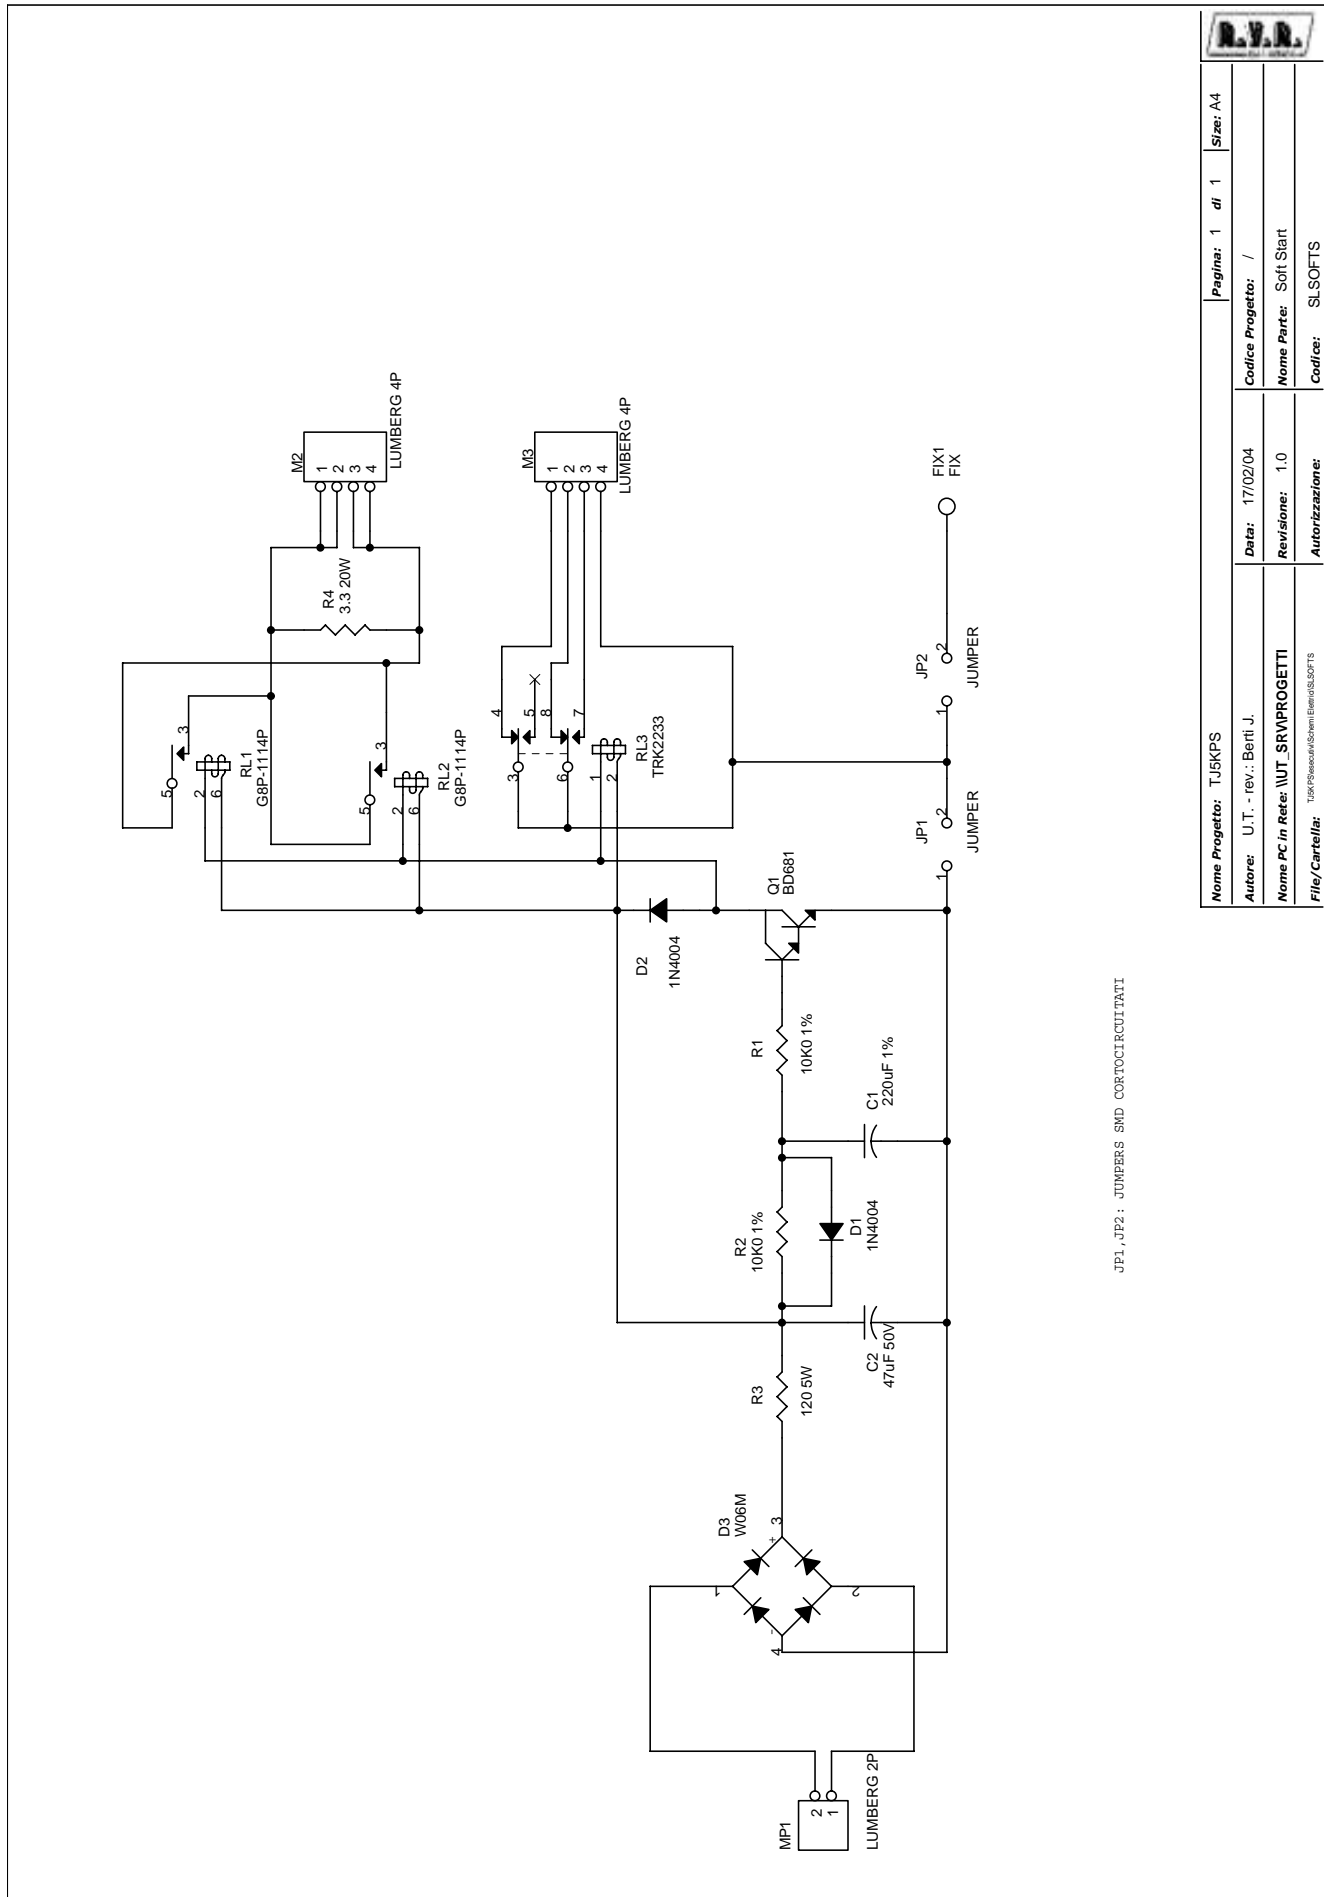 M2
1
2
3
4
LUMBERG 4P
R4
3.3 20W
3
5
2
6
RL1
G8P-1114P
3
5
2
6
RL2
G8P-1114P
M3
1
2
3
4
LUMBERG 4P
4
5
8
7
3
6
1
2
RL3
TRK2233
FIX1
FIX
JP2
1
2
JUMPER
JP1
1
2
JUMPER
Q1
BD681
D2
1N4004
R1
10K0 1%
C1
220uF 1%
R2
10K0 1%
D1
1N4004
C2
47uF 50V
R3
120 5W
D3
W06M
+
-
1
2
3
4
MP1
2
1
LUMBERG 2P
JP1,JP2: JUMPERS SMD CORTOCIRCUITATI
R.V.R.
Nome Progetto: TJ5KPS Pagina: 1 di 1 Size: A4
Autore: U.T. - rev.: Berti J. Data: 17/02/04 Codice Progetto: /
Nome PC in Rete: \\UT_SRV\PROGETTI Revisione: 1.0 Nome Parte: Soft Start
File/Cartella: TJ5KPS\esecutivi\Schemi Elettrici\SLSOFTS Autorizzazione: Codice: SLSOFTS